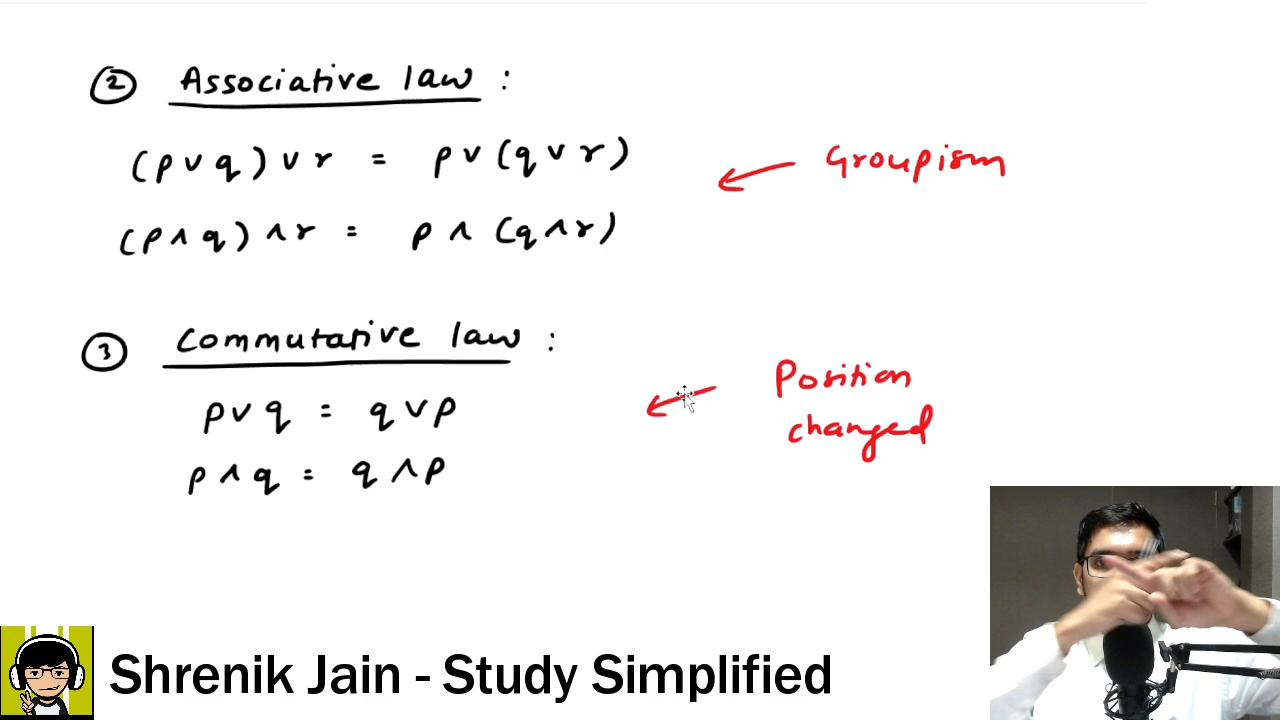 ② Associative law :
(p ∨ q) ∨ r = p ∨ (q ∨ r)
Groupism
(p ∧ q) ∧ r = p ∧ (q ∧ r)
③ Commutative law :
p ∨ q = q ∨ p
Position
changed
p ∧ q = q ∧ p
Shrenik Jain - Study Simplified